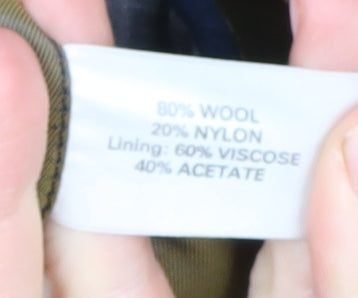 80% WOOL
20% NYLON
Lining: 60% VISCOSE
40% ACETATE